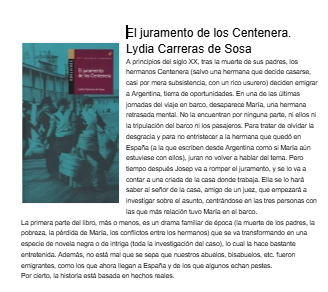 El juramento de los Centenera.
Lydia Carreras de Sosa
A principios del siglo XX, tras la muerte de sus padres, los
hermanos Centenera (salvo una hermana que decide casarse,
casi por mera subsistencia, con un rico usurero) deciden emigrar
a Argentina, tierra de oportunidades. En una de las últimas
jornadas del viaje en barco, desaparece María, una hermana
retrasada mental. No la encuentran por ninguna parte, ni ellos ni
la tripulación del barco ni los pasajeros. Para tratar de olvidar la
desgracia y para no entristecer a la hermana que quedó en
España (a la que escriben desde Argentina como si María aún
estuviese con ellos), juran no volver a hablar del tema. Pero
tiempo después Josep va a romper el juramento, y se lo va a
contar a una criada de la casa donde trabaja. Ella se lo hará
saber al señor de la casa, amigo de un juez, que empezará a
investigar sobre el asunto, centrándose en las tres personas con
las que más relación tuvo María en el barco.
La primera parte del libro, más o menos, es un drama familiar de época (la muerte de los padres, la
pobreza, la pérdida de María, los conflictos entre los hermanos) que se va transformando en una
especie de novela negra o de intriga (toda la investigación del caso), lo cual la hace bastante
entretenida. Además, no está mal que se sepa que nuestros abuelos, bisabuelos, etc. fueron
emigrantes, como los que ahora llegan a España y de los que algunos echan pestes.
Por cierto, la historia está basada en hechos reales.
El juramento
de los Centenera